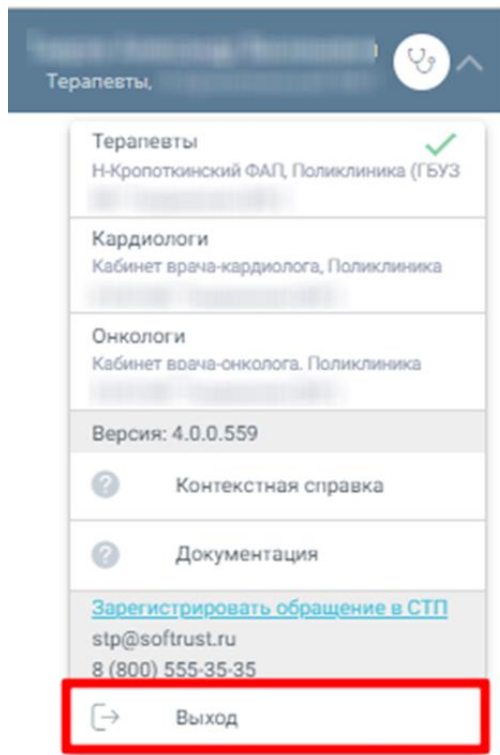 Терапевты,
Терапевты
Н-Кропоткинский ФАП, Поликлиника (ГБУЗ
Кардиологи
Кабинет врача-кардиолога, Поликлиника
Онкологи
Кабинет врача-онколога. Поликлиника
Версия: 4.0.0.559
Контекстная справка
Документация
Зарегистрировать обращение в СТП
stp@softrust.ru
8 (800) 555-35-35
Выход